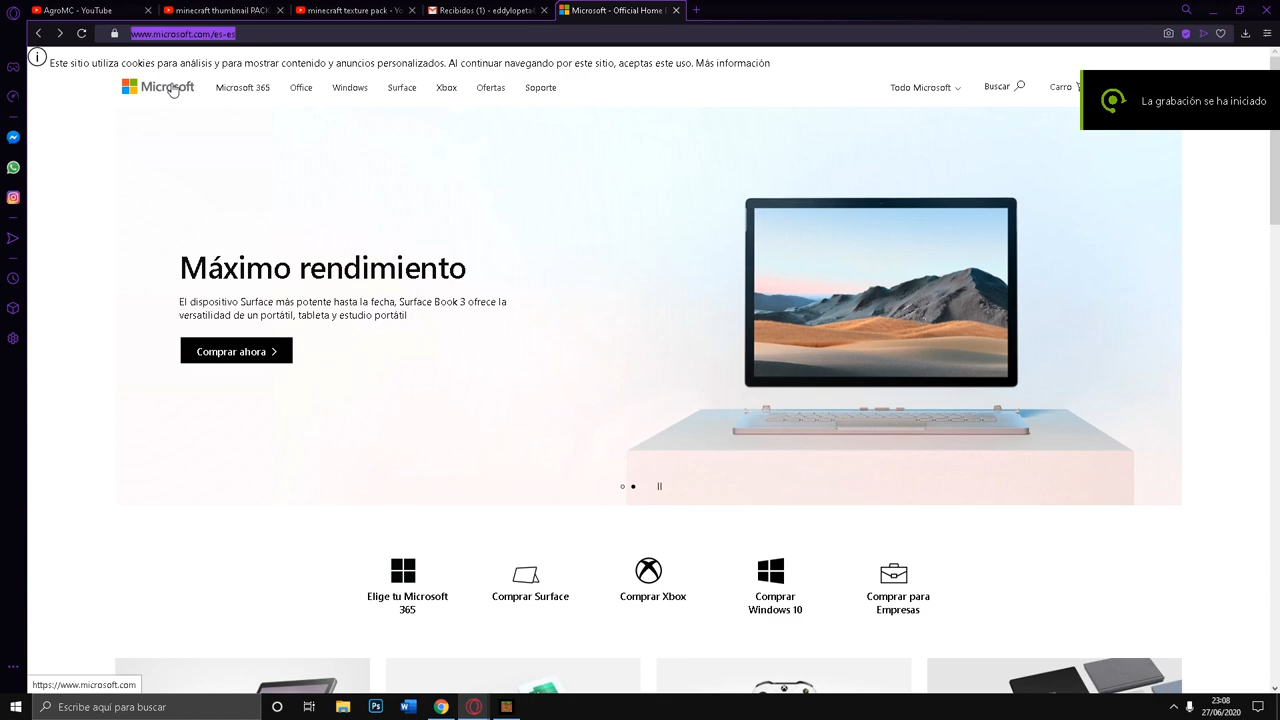 AgroMC - YouTube
minecraft thumbnail PACK
minecraft texture pack - Yo
Recibidos (1) - eddylopeta
Microsoft - Official Home
www.microsoft.com/es-es
Este sitio utiliza cookies para análisis y para mostrar contenido y anuncios personalizados. Al continuar navegando por este sitio, aceptas este uso. Más información
Microsoft
Microsoft 365
Office
Windows
Surface
Xbox
Ofertas
Soporte
Todo Microsoft
Buscar
Carro
La grabación se ha iniciado
Máximo rendimiento
El dispositivo Surface más potente hasta la fecha, Surface Book 3 ofrece la
versatilidad de un portátil, tableta y estudio portátil
Comprar ahora
Elige tu Microsoft
365
Comprar Surface
Comprar Xbox
Comprar
Windows 10
Comprar para
Empresas
https://www.microsoft.com
Escribe aquí para buscar
23:08
27/06/2020